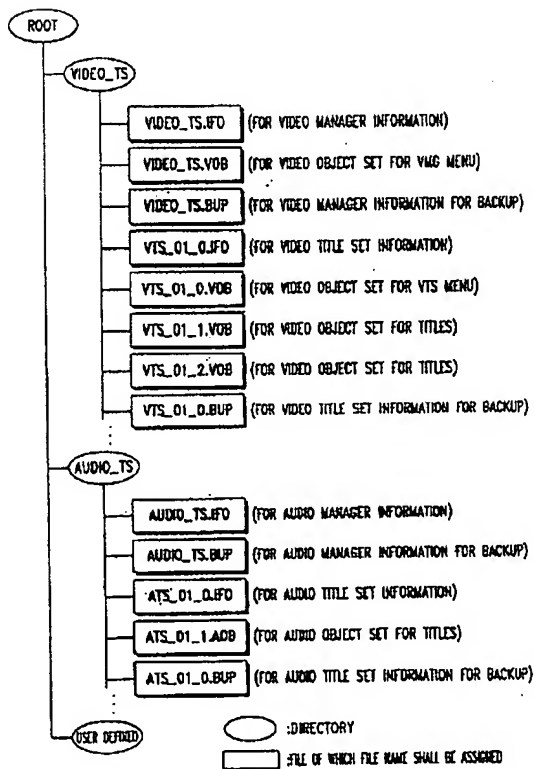 ROOT
VIDEO_TS
VIDEO_TS.IFO (FOR VIDEO MANAGER INFORMATION)
VIDEO_TS.VOB (FOR VIDEO OBJECT SET FOR VMG MENU)
VIDEO_TS.BUP (FOR VIDEO MANAGER INFORMATION FOR BACKUP)
VTS_01_0.IFO (FOR VIDEO TITLE SET INFORMATION)
VTS_01_0.VOB (FOR VIDEO OBJECT SET FOR VTS MENU)
VTS_01_1.VOB (FOR VIDEO OBJECT SET FOR TITLES)
VTS_01_2.VOB (FOR VIDEO OBJECT SET FOR TITLES)
VTS_01_0.BUP (FOR VIDEO TITLE SET INFORMATION FOR BACKUP)
AUDIO_TS
AUDIO_TS.IFO (FOR AUDIO MANAGER INFORMATION)
AUDIO_TS.BUP (FOR AUDIO MANAGER INFORMATION FOR BACKUP)
ATS_01_0.IFO (FOR AUDIO TITLE SET INFORMATION)
ATS_01_1.AOB (FOR AUDIO OBJECT SET FOR TITLES)
ATS_01_0.BUP (FOR AUDIO TITLE SET INFORMATION FOR BACKUP)
USER DEFINED
:DIRECTORY
:FILE OF WHICH FILE NAME SHALL BE ASSIGNED